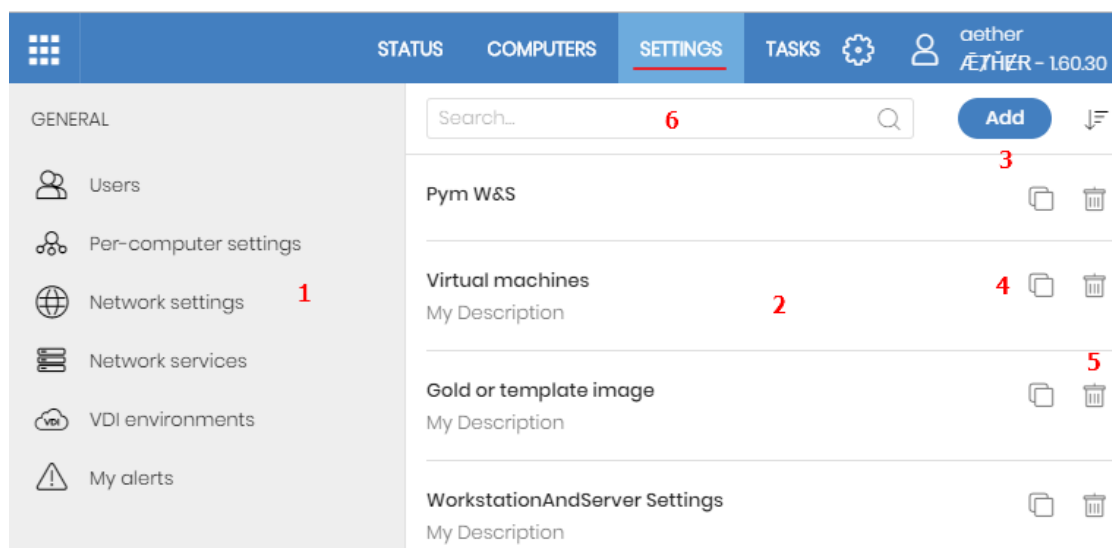 STATUS COMPUTERS SETTINGS TASKS
aether
ÆTHER - 1.60.30
GENERAL
Users
Per-computer settings
Network settings
1
Network services
VDI
VDI environments
My alerts
Search...
6
Add
3
Pym W&S
Virtual machines
My Description
2
4
5
Gold or template image
My Description
WorkstationAndServer Settings
My Description